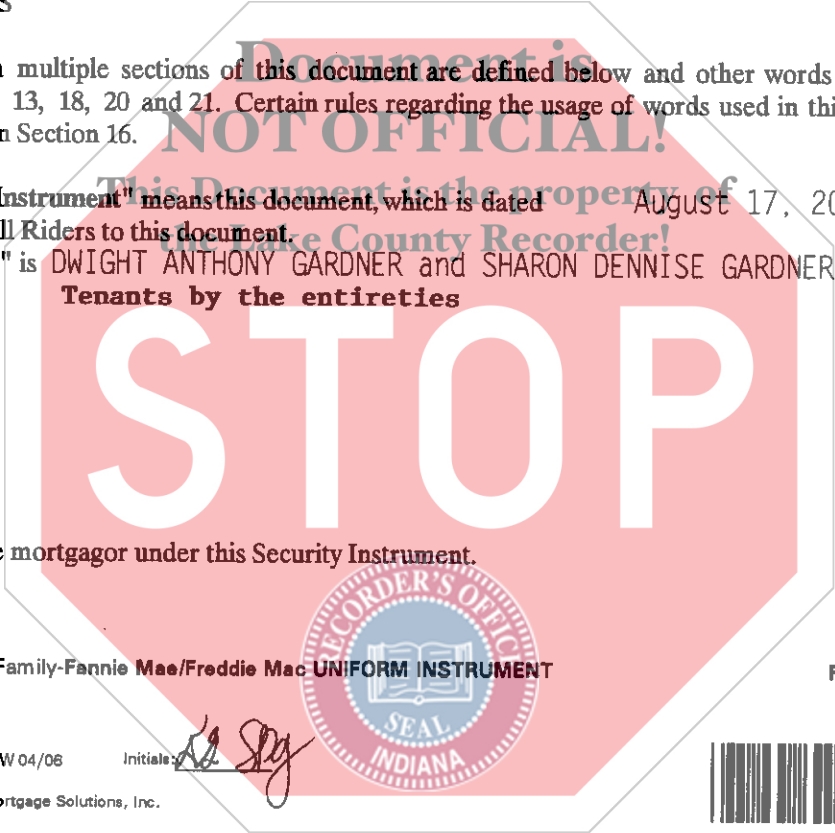 S
multiple sections of this document are defined below and other words
13, 18, 20 and 21. Certain rules regarding the usage of words used in thi
n Section 16.
Document is
NOT OFFICIAL!
This Document is the property of
the Lake County Recorder!
Instrument" means this document, which is dated August 17, 20
ll Riders to this document.
" is DWIGHT ANTHONY GARDNER and SHARON DENNISE GARDNER
Tenants by the entireties
STOP
e mortgagor under this Security Instrument.
RECORDER'S OFFIC
SEAL
INDIANA
Family-Fannie Mae/Freddie Mac UNIFORM INSTRUMENT
W 04/06 Initials:
ortgage Solutions, Inc.